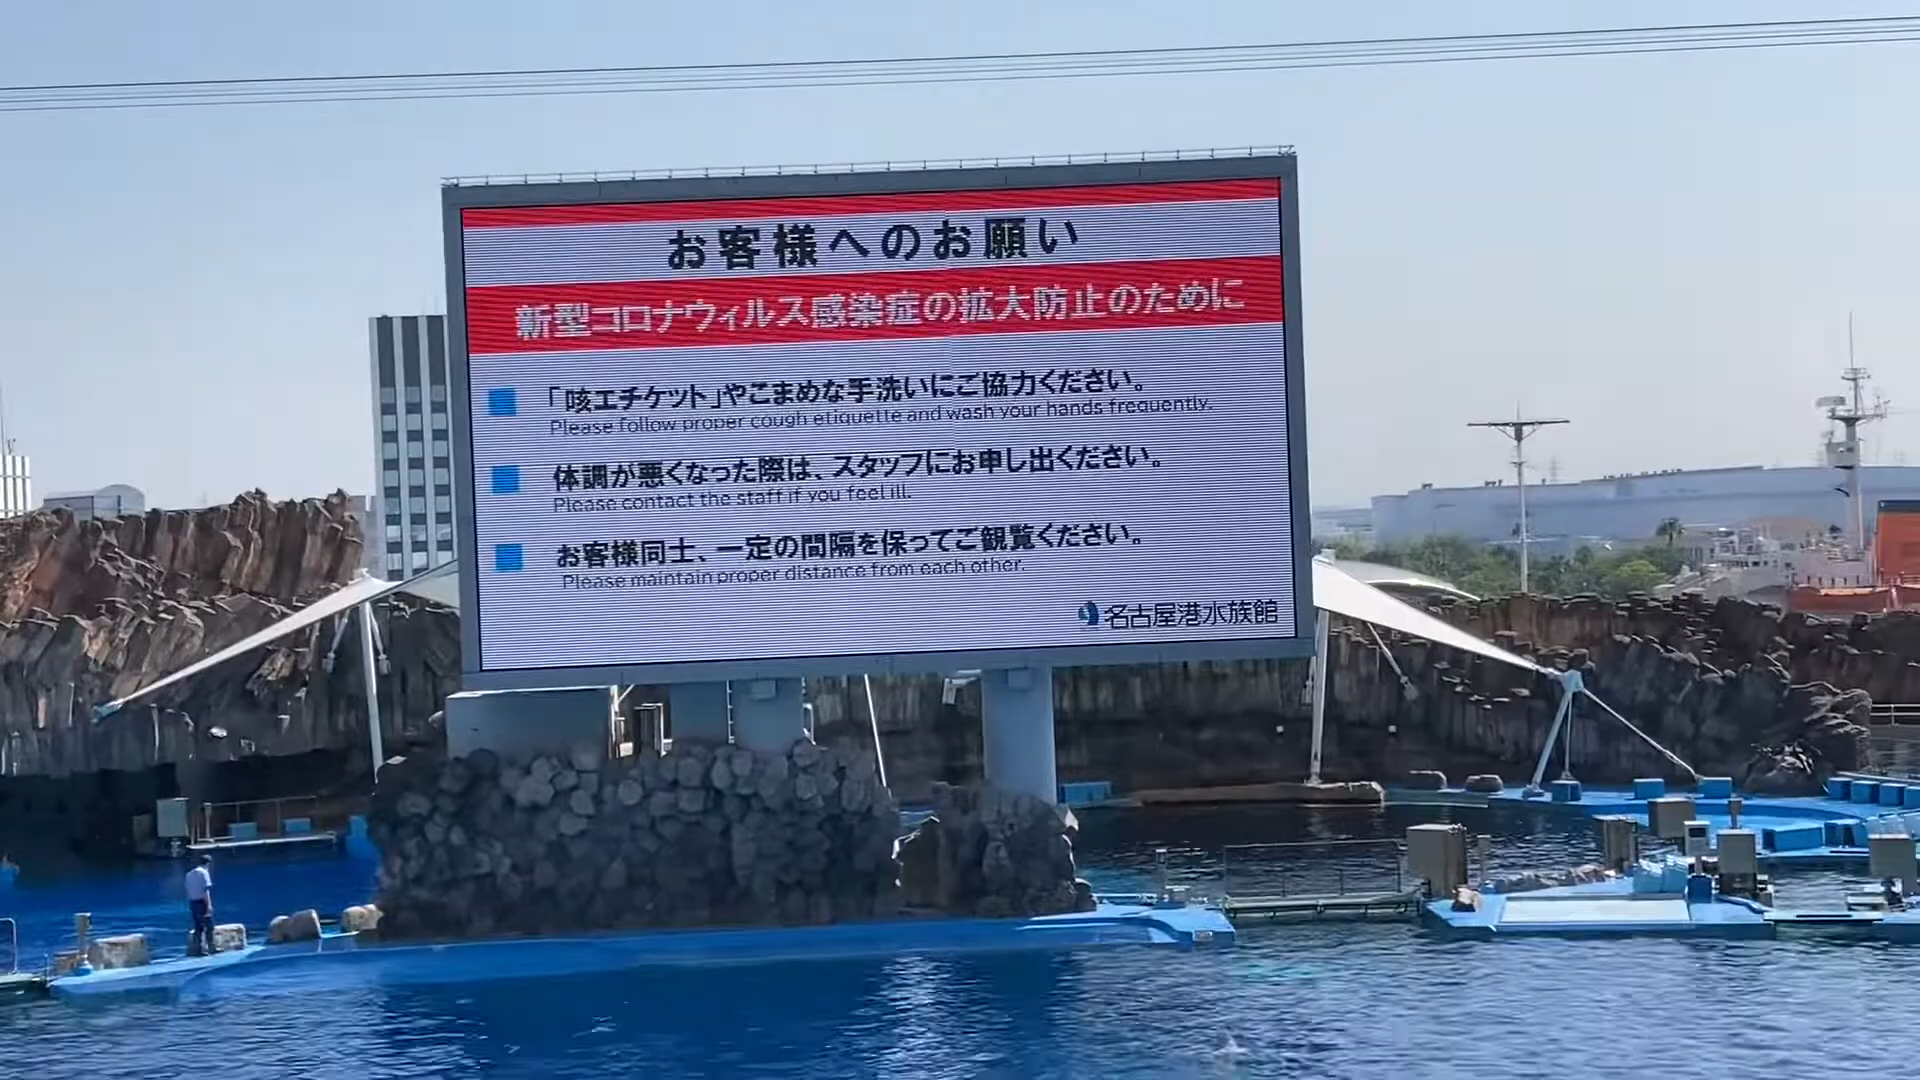 お客様へのお願い
新型コロナウィルス感染症の拡大防止のために
「咳エチケット」やこまめな手洗いにご協力ください。
Please follow proper cough etiquette and wash your hands frequently.
体調が悪くなった際は、スタッフにお申し出ください。
Please contact the staff if you feel ill.
お客様同士、一定の間隔を保ってご観覧ください。
Please maintain proper distance from each other.
名古屋港水族館